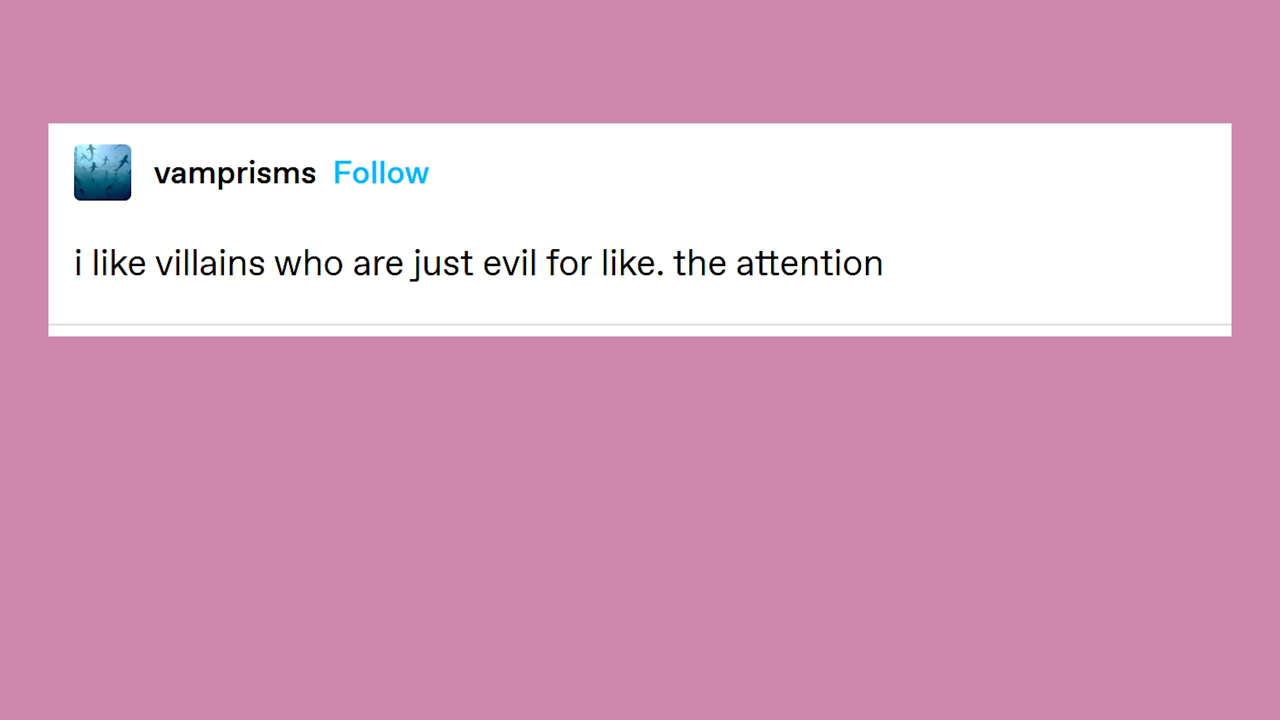 vamprisms Follow
i like villains who are just evil for like. the attention